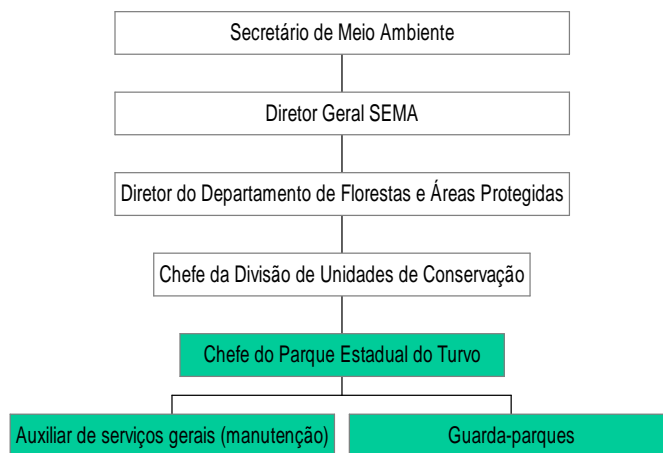 Secretário de Meio Ambiente
Diretor Geral SEMA
Diretor do Departamento de Florestas e Áreas Protegidas
Chefe da Divisão de Unidades de Conservação
Chefe do Parque Estadual do Turvo
Auxiliar de serviços gerais (manutenção)
Guarda-parques